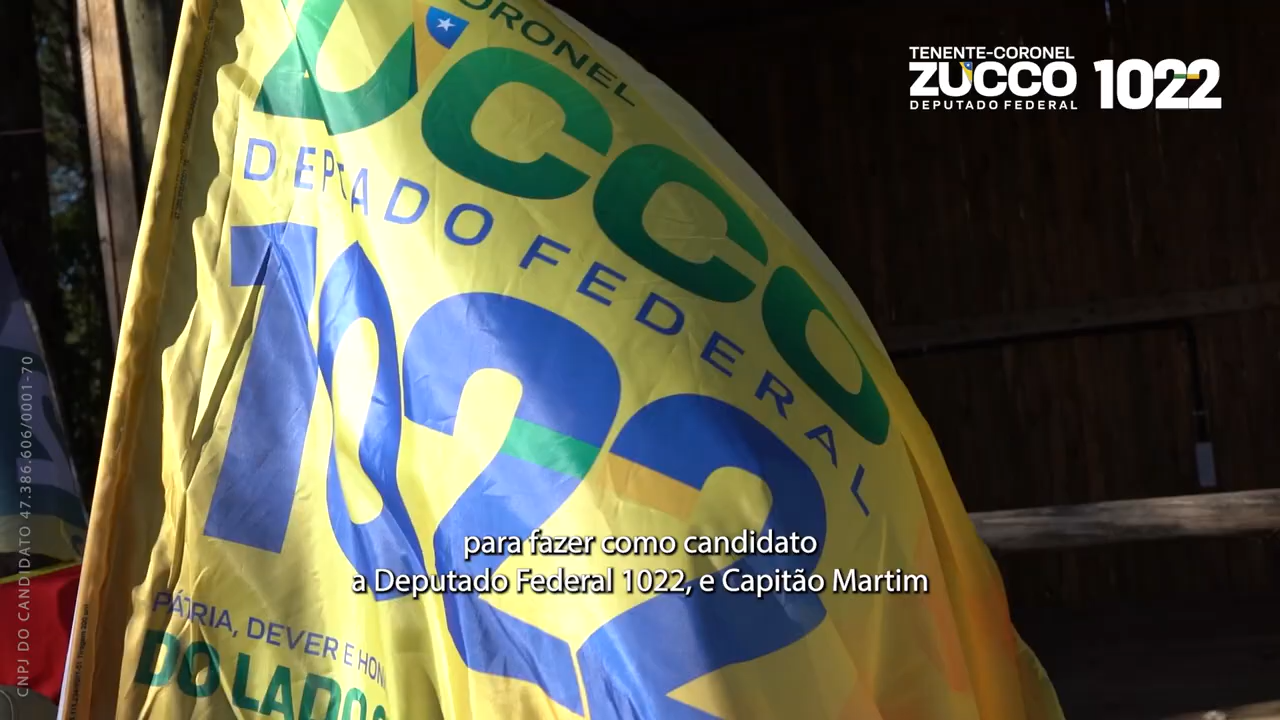 TENENTE-CORONEL
ZUCCO 1022
DEPUTADO FEDERAL
CORONEL
ZUCCO
DEPUTADO FEDERAL
1022
PÁTRIA, DEVER E
DO LADO
para fazer como candidato
a Deputado Federal 1022, e Capitão Martim
CNPJ DO CANDIDATO 47.386.606/0001-70